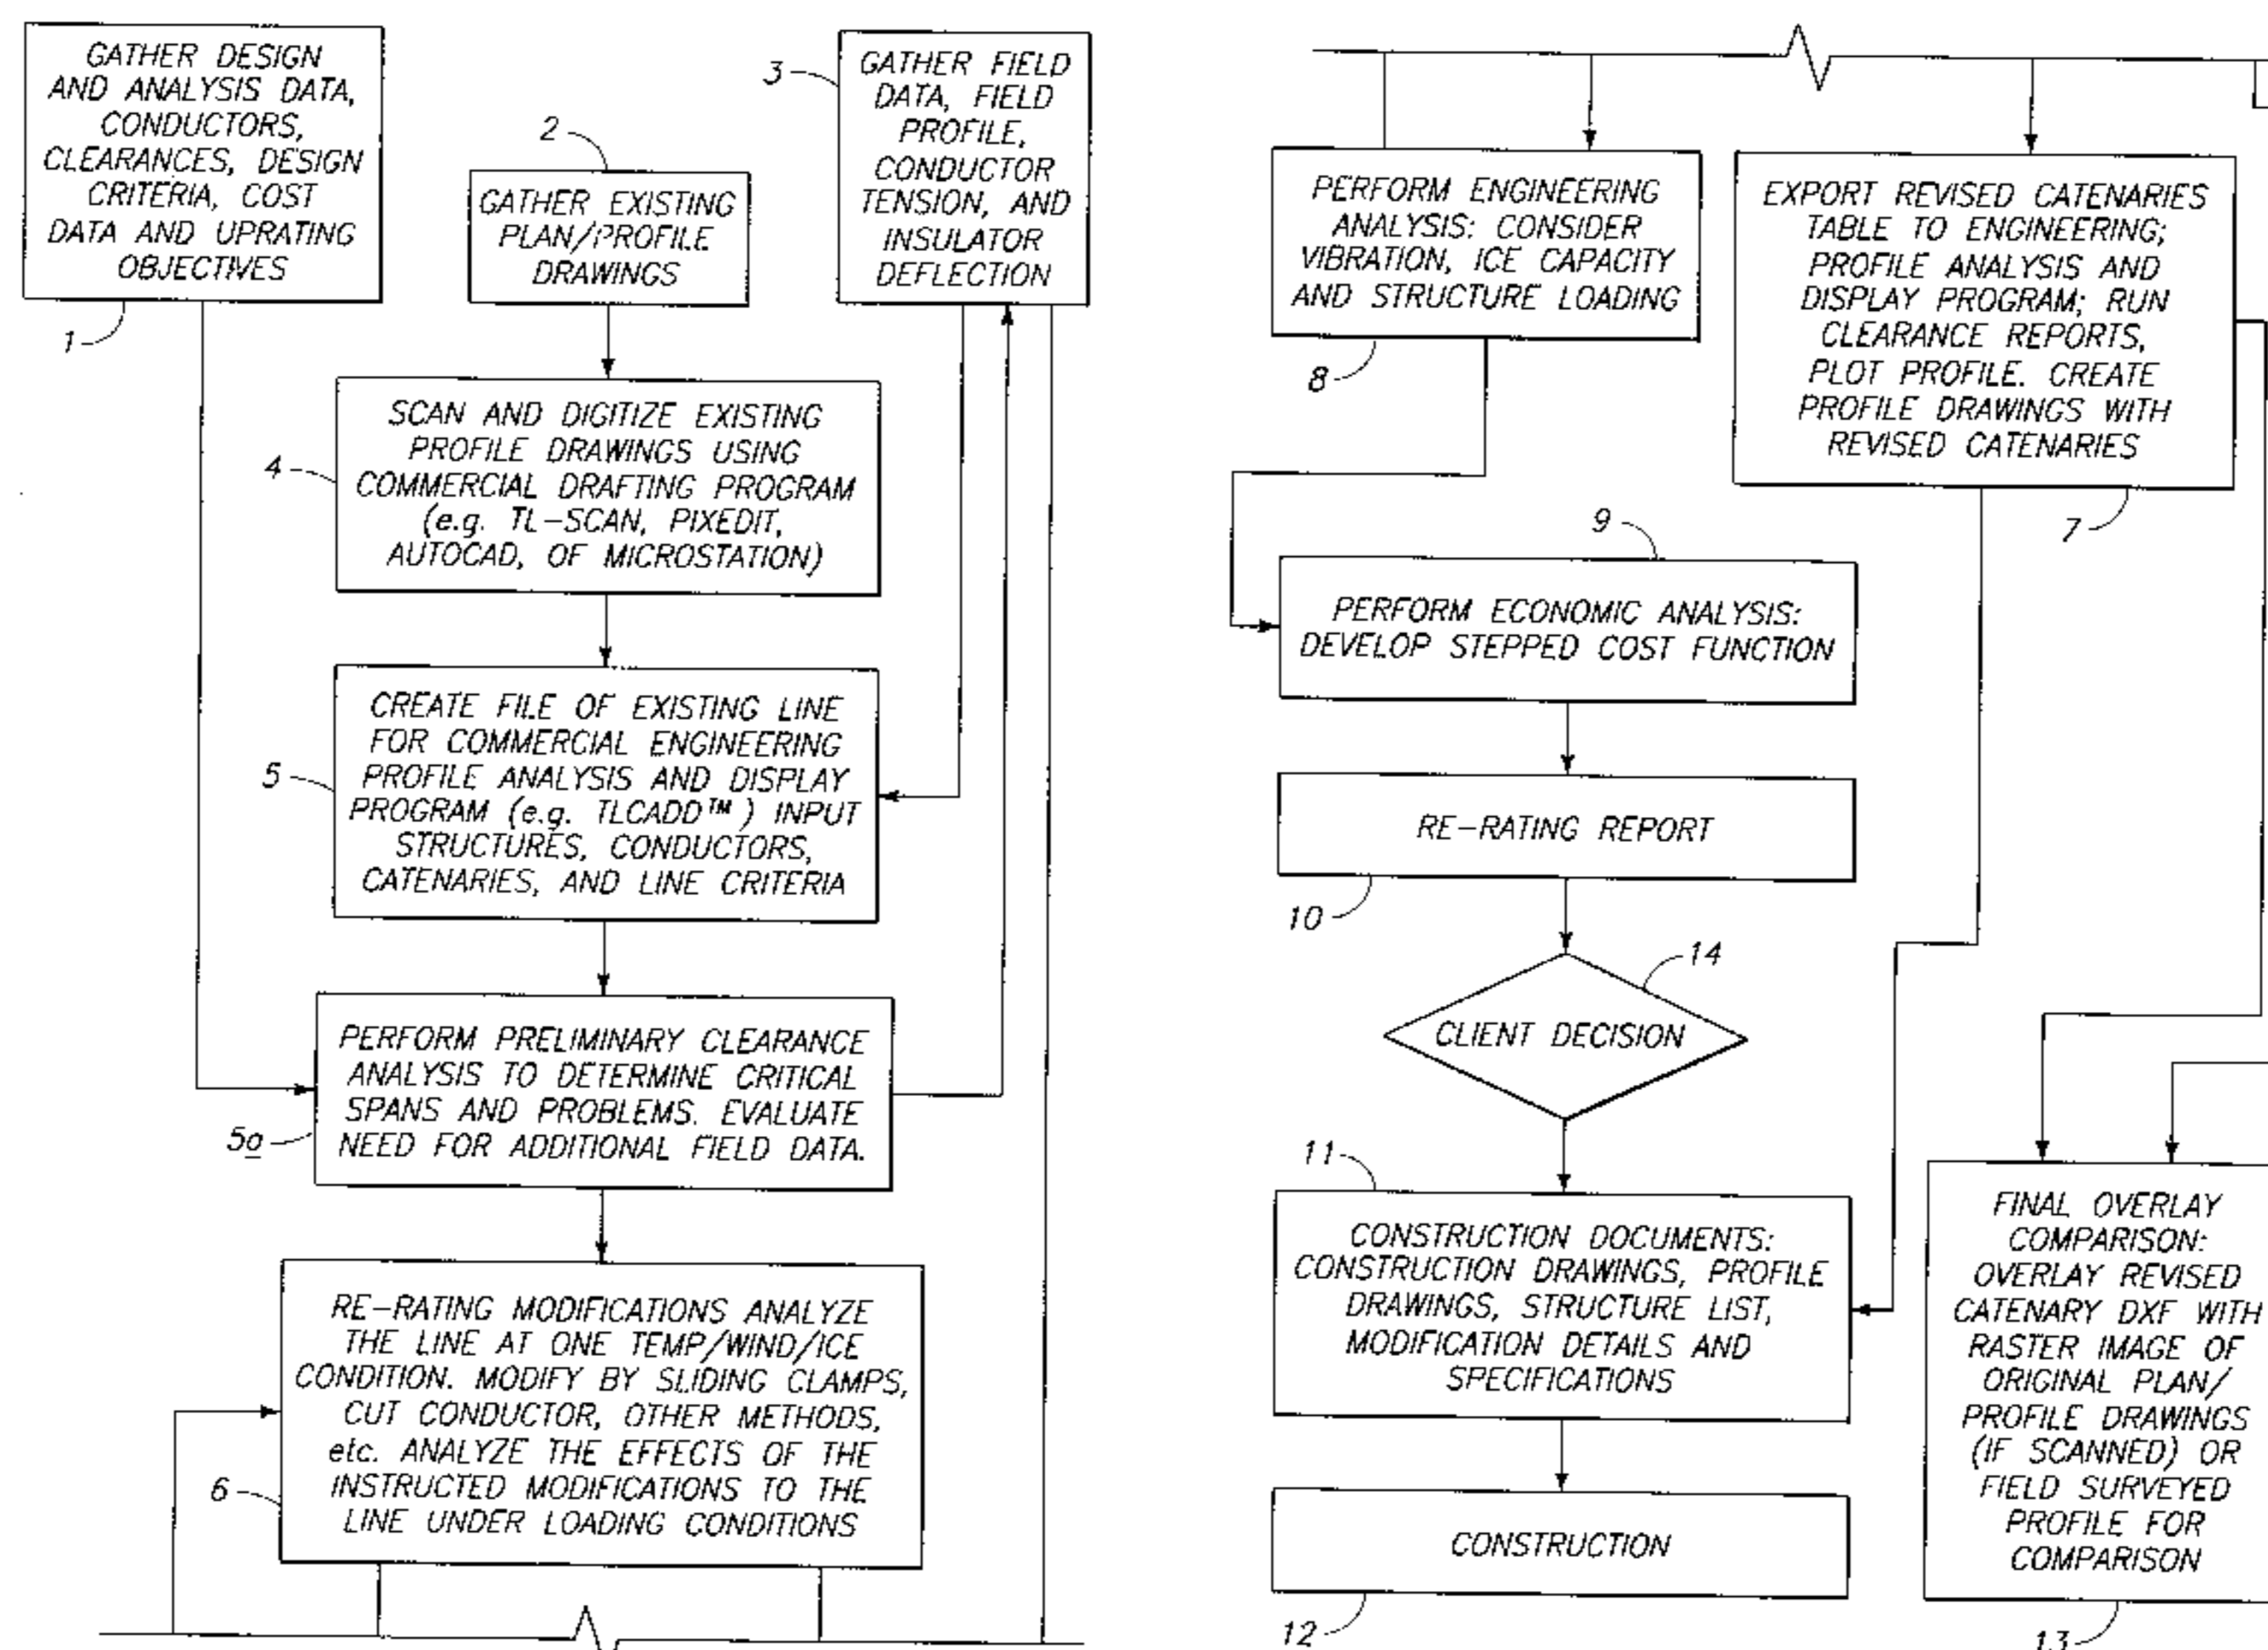 GATHER DESIGN
AND ANALYSIS DATA,
CONDUCTORS,
CLEARANCES, DESIGN
CRITERIA, COST
DATA AND UPRATING
OBJECTIVES
1
2
GATHER EXISTING
PLAN/PROFILE
DRAWINGS
3
GATHER FIELD
DATA, FIELD
PROFILE,
CONDUCTOR
TENSION, AND
INSULATOR
DEFLECTION
4
SCAN AND DIGITIZE EXISTING
PROFILE DRAWINGS USING
COMMERCIAL DRAFTING PROGRAM
(e.g. TL-SCAN, PIXEDIT,
AUTOCAD, OF MICROSTATION)
5
CREATE FILE OF EXISTING LINE
FOR COMMERCIAL ENGINEERING
PROFILE ANALYSIS AND DISPLAY
PROGRAM (e.g. TLCADD™) INPUT
STRUCTURES, CONDUCTORS,
CATENARIES, AND LINE CRITERIA
5a
PERFORM PRELIMINARY CLEARANCE
ANALYSIS TO DETERMINE CRITICAL
SPANS AND PROBLEMS. EVALUATE
NEED FOR ADDITIONAL FIELD DATA.
6
RE-RATING MODIFICATIONS ANALYZE
THE LINE AT ONE TEMP/WIND/ICE
CONDITION. MODIFY BY SLIDING CLAMPS,
CUT CONDUCTOR, OTHER METHODS,
etc. ANALYZE THE EFFECTS OF THE
INSTRUCTED MODIFICATIONS TO THE
LINE UNDER LOADING CONDITIONS
PERFORM ENGINEERING
ANALYSIS: CONSIDER
VIBRATION, ICE CAPACITY
AND STRUCTURE LOADING
8
EXPORT REVISED CATENARIES
TABLE TO ENGINEERING;
PROFILE ANALYSIS AND
DISPLAY PROGRAM; RUN
CLEARANCE REPORTS,
PLOT PROFILE. CREATE
PROFILE DRAWINGS WITH
REVISED CATENARIES
7
9
PERFORM ECONOMIC ANALYSIS:
DEVELOP STEPPED COST FUNCTION
RE-RATING REPORT
10
14
CLIENT DECISION
11
CONSTRUCTION DOCUMENTS:
CONSTRUCTION DRAWINGS, PROFILE
DRAWINGS, STRUCTURE LIST,
MODIFICATION DETAILS AND
SPECIFICATIONS
CONSTRUCTION
12
FINAL OVERLAY
COMPARISON:
OVERLAY REVISED
CATENARY DXF WITH
RASTER IMAGE OF
ORIGINAL PLAN/
PROFILE DRAWINGS
(IF SCANNED) OR
FIELD SURVEYED
PROFILE FOR
COMPARISON
13